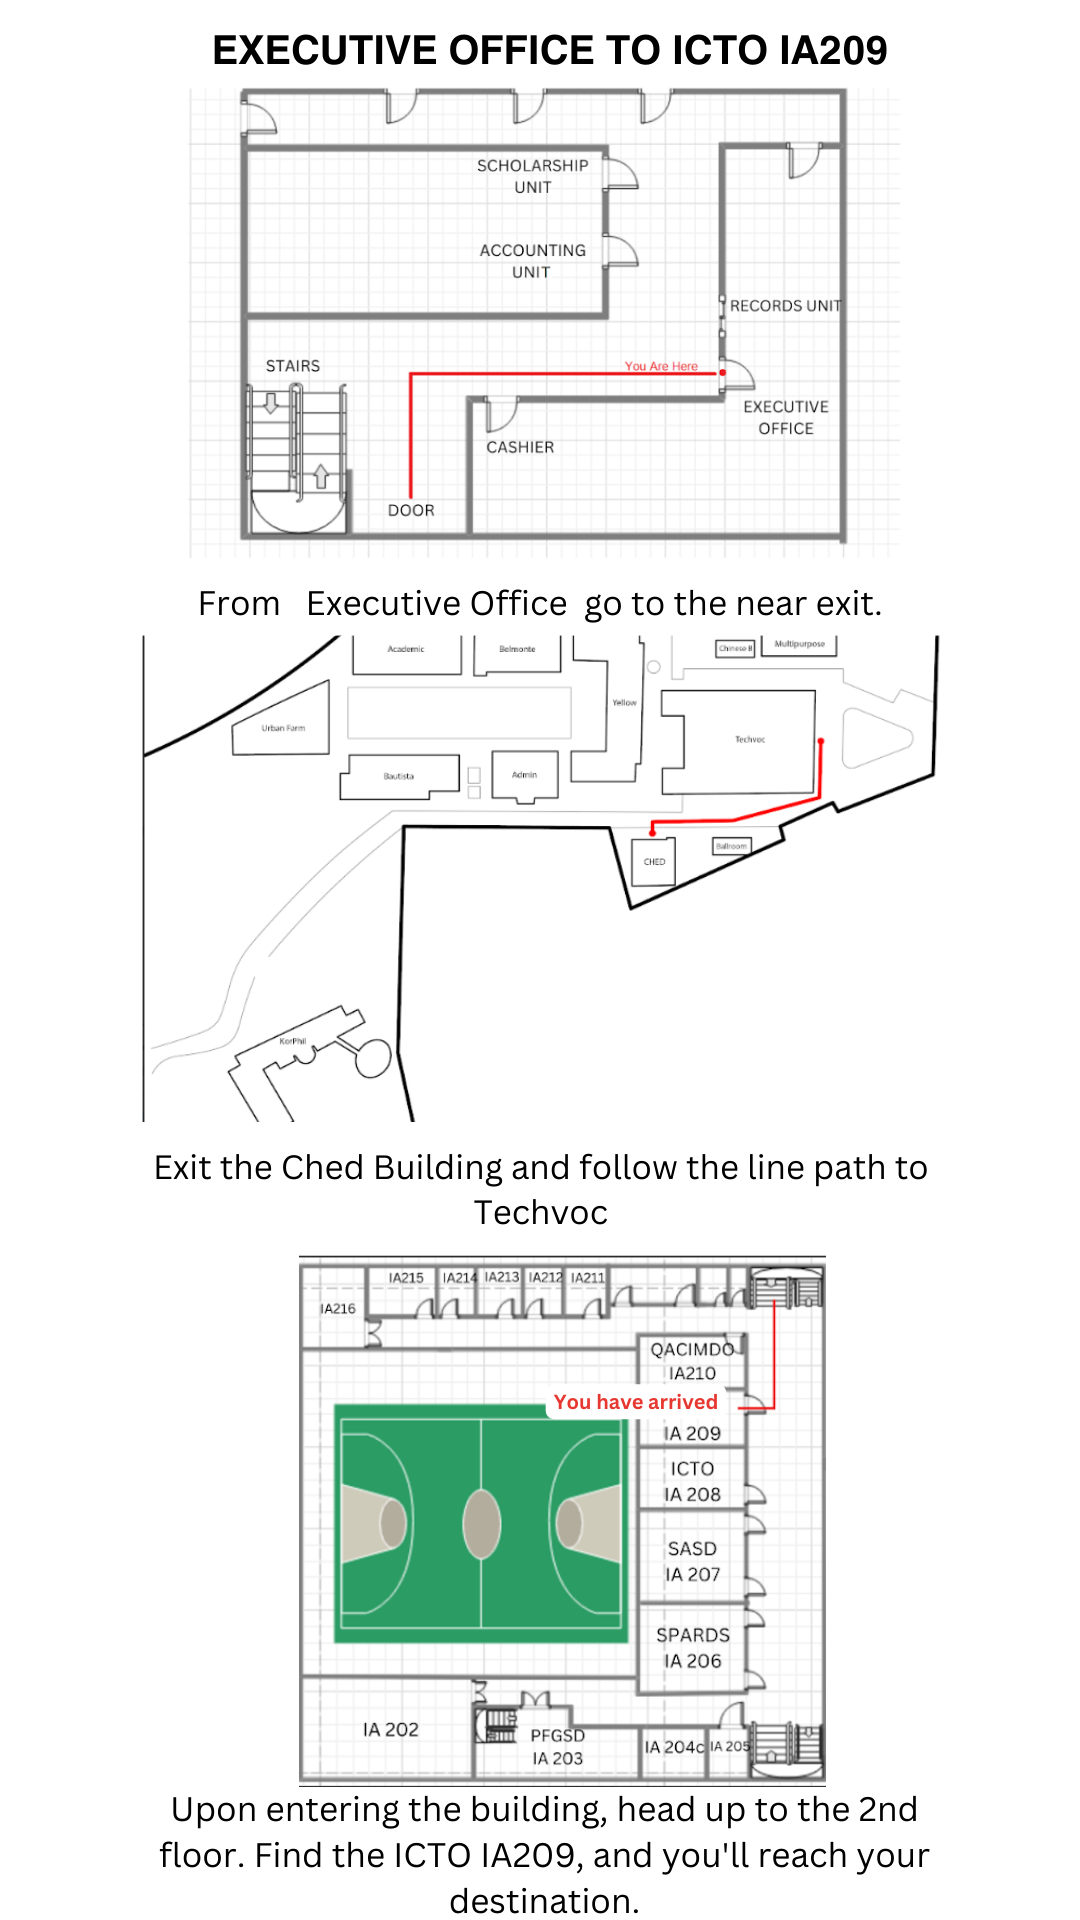 EXECUTIVE OFFICE TO ICTO IA209
SCHOLARSHIP
UNIT
ACCOUNTING
UNIT
RECORDS UNIT
STAIRS
You Are Here
EXECUTIVE
OFFICE
CASHIER
DOOR
From Executive Office go to the near exit.
Academic
Belmonte
Chinese B
Multipurpose
Urban Farm
Yellow
Techvoc
Bautista
Admin
CHED
Ballroom
KorPhil
Exit the Ched Building and follow the line path to
Techvoc
IA215
IA214
IA213
IA212
IA211
IA216
QACIMDO
IA210
You have arrived
IA 209
ICTO
IA 208
SASD
IA 207
SPARDS
IA 206
IA 202
PFGSD
IA 203
IA 204c
IA 205
Upon entering the building, head up to the 2nd
floor. Find the ICTO IA209, and you'll reach your
destination.